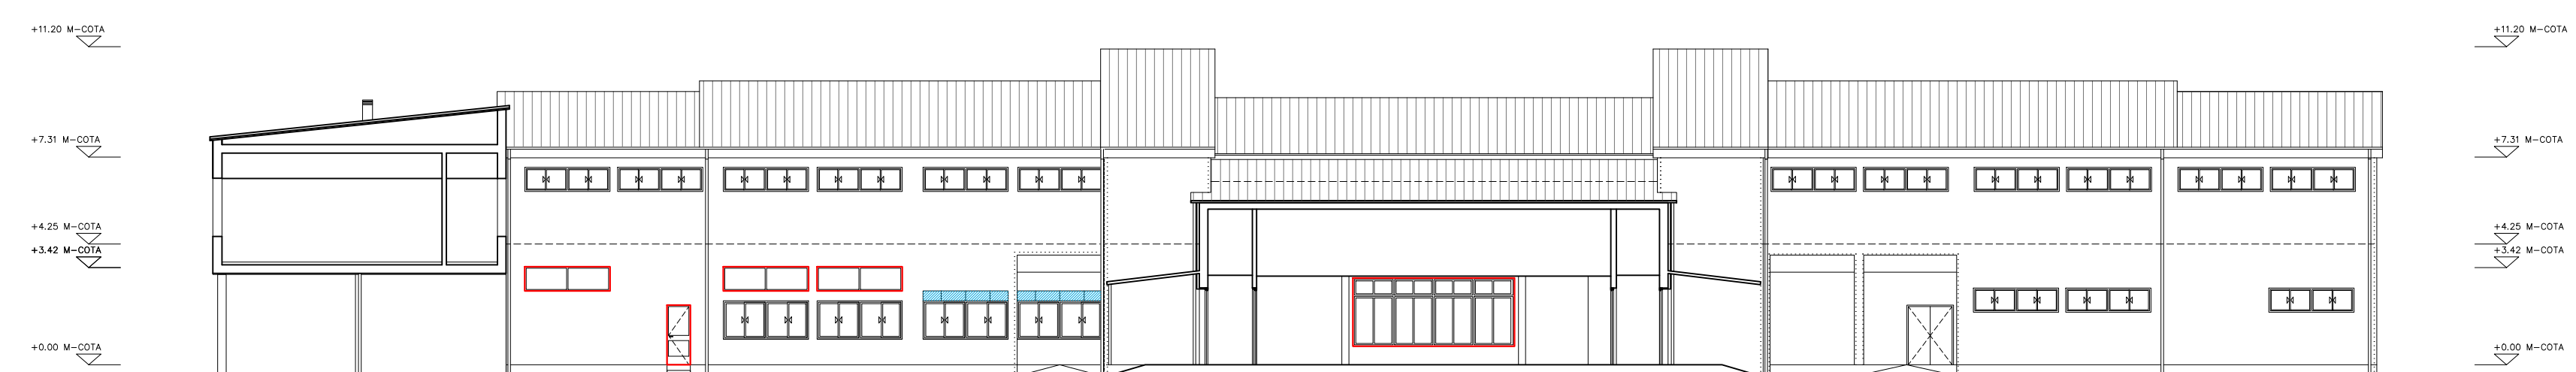 +11.20 M-COTA
+11.20 M-COTA
+7.31 M-COTA
+7.31 M-COTA
+4.25 M-COTA
+4.25 M-COTA
+3.42 M-COTA
+3.42 M-COTA
+0.00 M-COTA
+0.00 M-COTA